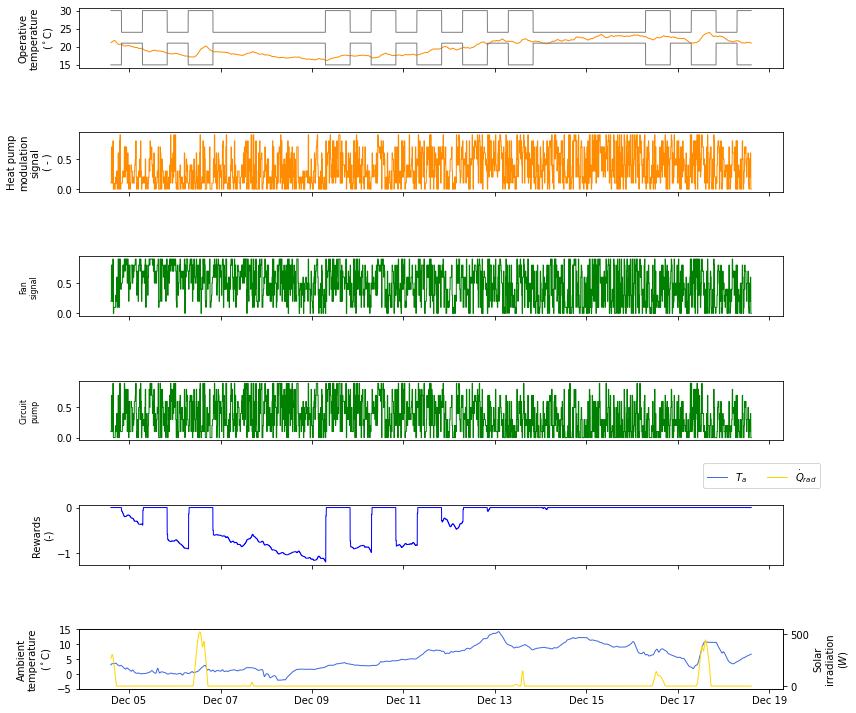 Operative
temperature
(°C)
30
25
20
15
Heat pump
modulation
signal
( - )
0.5
0.0
Fan
signal
0.5
0.0
Circuit
pump
0.5
0.0
T_a
Q̇_rad
Rewards
(-)
0
−1
Ambient
temperature
(°C)
15
10
5
0
−5
500
0
Solar
irradiation
(W)
Dec 05
Dec 07
Dec 09
Dec 11
Dec 13
Dec 15
Dec 17
Dec 19